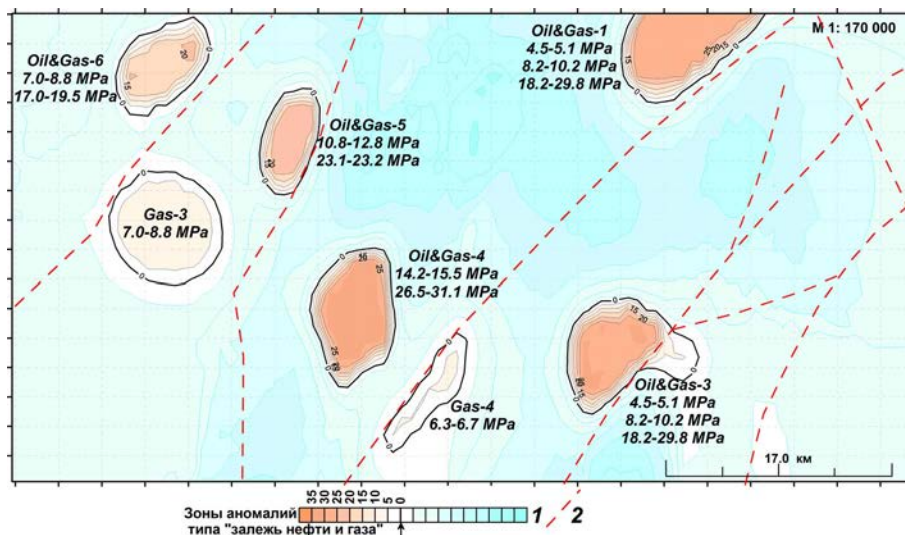 Oil&Gas-1
4.5-5.1 MPa
8.2-10.2 MPa
18.2-29.8 MPa
М 1: 170 000
Oil&Gas-6
7.0-8.8 MPa
17.0-19.5 MPa
Oil&Gas-5
10.8-12.8 MPa
23.1-23.2 MPa
Gas-3
7.0-8.8 MPa
Oil&Gas-4
14.2-15.5 MPa
26.5-31.1 MPa
Gas-4
6.3-6.7 MPa
Oil&Gas-3
4.5-5.1 MPa
8.2-10.2 MPa
18.2-29.8 MPa
17.0 км
35 30 25 20 15 10 5 0
Зоны аномалий
типа "залежь нефти и газа"
1 2